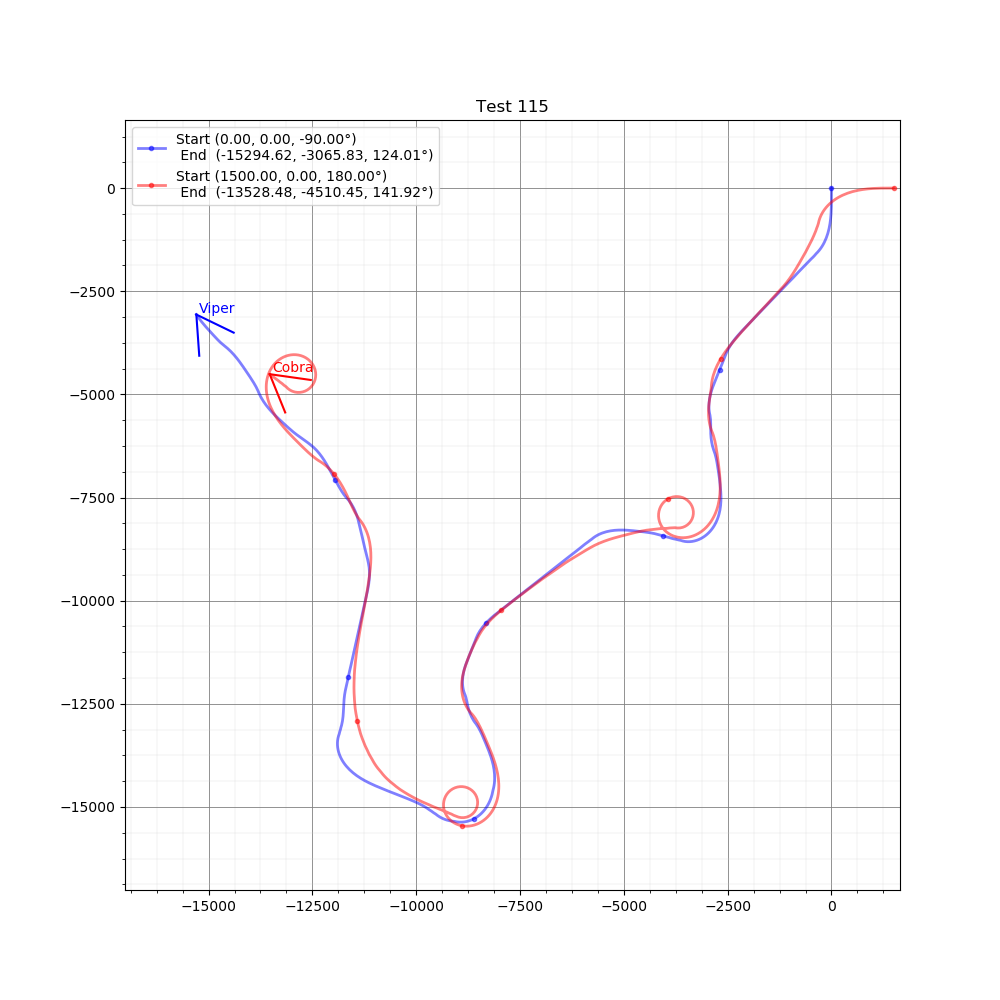 Test 115
Start (0.00, 0.00, -90.00°)
End (-15294.62, -3065.83, 124.01°)
Start (1500.00, 0.00, 180.00°)
End (-13528.48, -4510.45, 141.92°)
Viper
Cobra
0
−2500
−5000
−7500
−10000
−12500
−15000
−15000
−12500
−10000
−7500
−5000
−2500
0